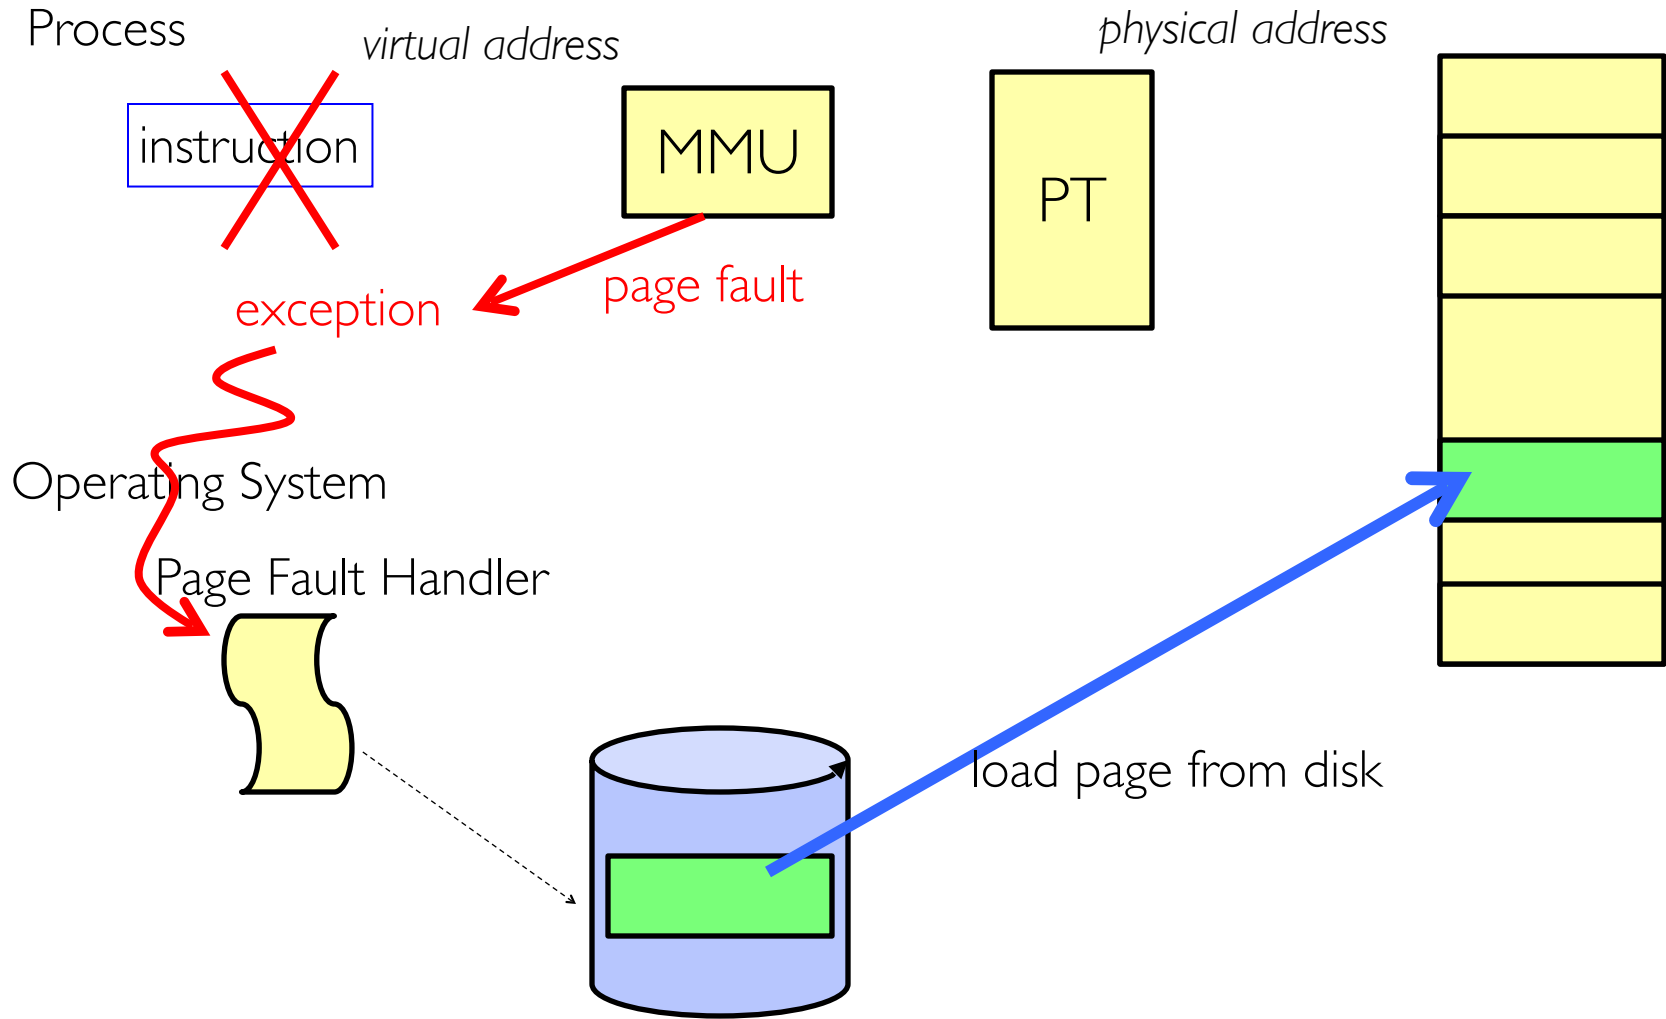 Process
virtual address
physical address
instruction
MMU
PT
page fault
exception
Operating System
Page Fault Handler
load page from disk